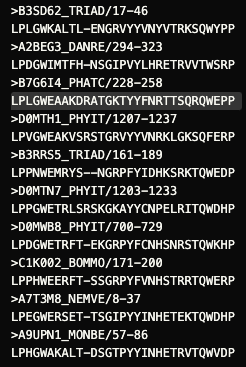 >B3SD62_TRIAD/17-46
LPLGWKALTL-ENGRVYYVNYVTRKSQWYPP
>A2BEG3_DANRE/294-323
LPDGWIMTFH-NSGIPVYLHRETRVVTWSRP
>B7G6I4_PHATC/228-258
LPLGWEAAKDRATGKTYYFNRTTSQRQWEPP
>D0MTH1_PHYIT/1207-1237
LPVGWEAKVSRSTGRVYYVNRKLGKSQFERP
>B3RRS5_TRIAD/161-189
LPPNWEMRYS--NGRPFYIDHKSRKTQWEDP
>D0MTN7_PHYIT/1203-1233
LPPGWETRLSRSKGKAYYCNPELRITQWDHP
>D0MWB8_PHYIT/700-729
LPDGWETRFT-EKGRPYFCNHSNRSTQWKHP
>C1K002_BOMMO/171-200
LPPHWEERFT-SSGRPYFVNHSTRRTQWERP
>A7T3M8_NEMVE/8-37
LPEGWERSET-TSGIPYYINHETEKTQWDHP
>A9UPN1_MONBE/57-86
LPHGWAKALT-DSGTPYYINHETRVTQWVDP